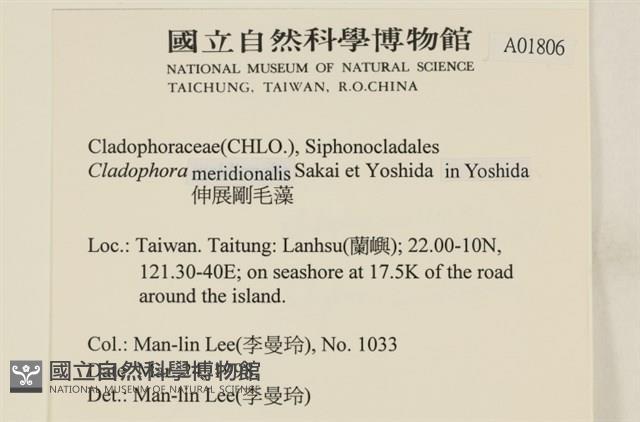 國立自然科學博物館
A01806
NATIONAL MUSEUM OF NATURAL SCIENCE
TAICHUNG, TAIWAN, R.O.CHINA
Cladophoraceae(CHLO.), Siphonocladales
Cladophora meridionalis Sakai et Yoshida in Yoshida
伸展剛毛藻
Loc.: Taiwan. Taitung: Lanhsu(蘭嶼); 22.00-10N,
121.30-40E; on seashore at 17.5K of the road
around the island.
Col.: Man-lin Lee(李曼玲), No. 1033
國立自然科學博物館
NATIONAL MUSEUM OF NATURAL SCIENCE
Det.: Man-lin Lee(李曼玲)